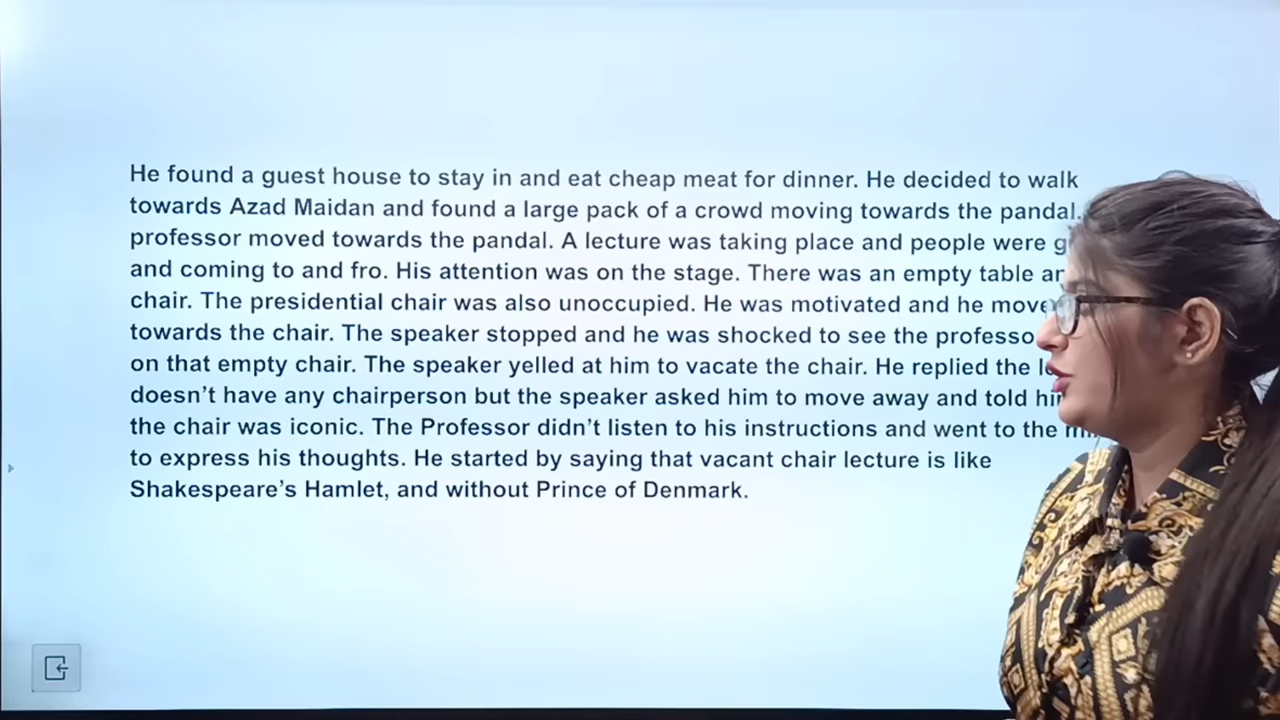 He found a guest house to stay in and eat cheap meat for dinner. He decided to walk
towards Azad Maidan and found a large pack of a crowd moving towards the pandal.
professor moved towards the pandal. A lecture was taking place and people were
and coming to and fro. His attention was on the stage. There was an empty table
chair. The presidential chair was also unoccupied. He was motivated and he
towards the chair. The speaker stopped and he was shocked to see the
on that empty chair. The speaker yelled at him to vacate the chair. He replied the
doesn’t have any chairperson but the speaker asked him to move away and told
the chair was iconic. The Professor didn’t listen to his instructions and went to the
to express his thoughts. He started by saying that vacant chair lecture is like
Shakespeare’s Hamlet, and without Prince of Denmark.